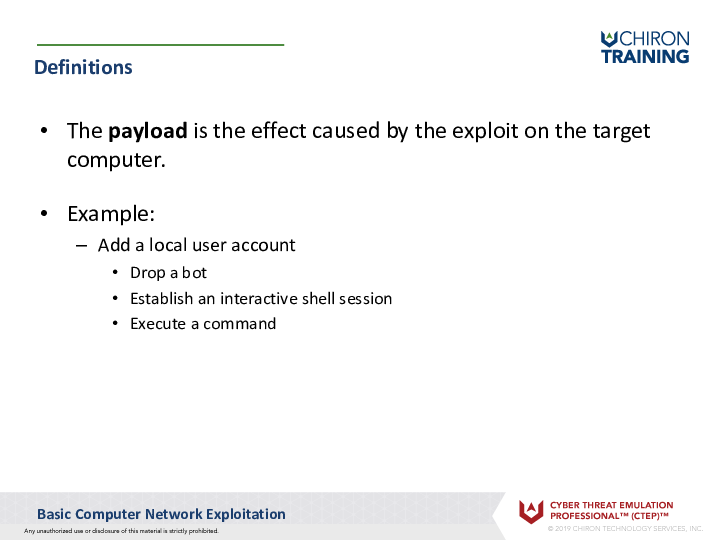 CHIRON
TRAINING
Definitions
• The payload is the effect caused by the exploit on the target
computer.
• Example:
– Add a local user account
• Drop a bot
• Establish an interactive shell session
• Execute a command
Basic Computer Network Exploitation
Any unauthorized use or disclosure of this material is strictly prohibited.
CYBER THREAT EMULATION
PROFESSIONAL™ (CTEP)™
© 2019 CHIRON TECHNOLOGY SERVICES, INC.